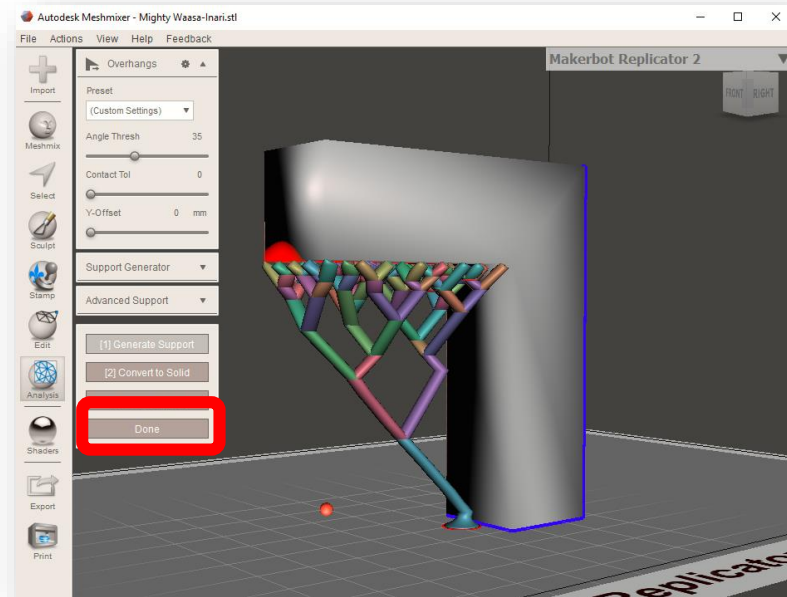 Autodesk Meshmixer - Mighty Waasa-Inari.stl
File Actions View Help Feedback
Import
Meshmix
Select
Sculpt
Stamp
Edit
Analysis
Shaders
Export
Print
Overhangs
Preset
(Custom Settings)
Angle Thresh 35
Contact Tol 0
Y-Offset 0 mm
Support Generator
Advanced Support
[1] Generate Support
[2] Convert to Solid
Done
Makerbot Replicator 2
FRONT RIGHT
Replicator